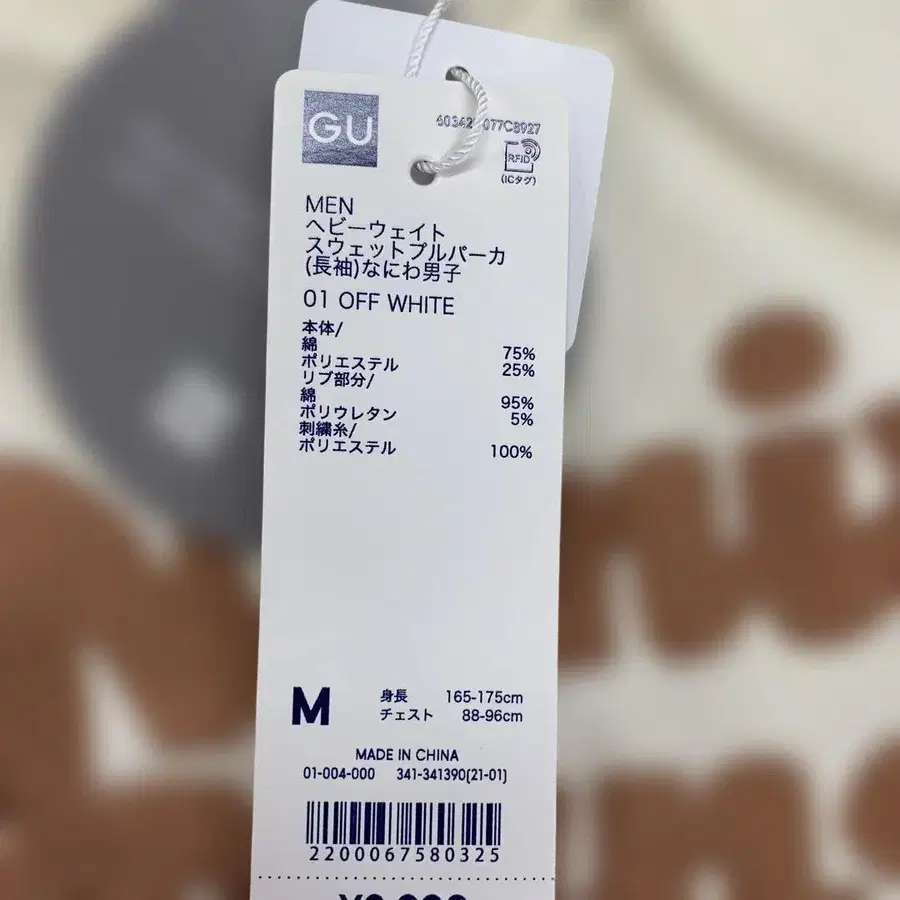 GU
RFID
(ICタグ)
MEN
ヘビーウェイト
スウェットプルパーカ
(長袖)なにわ男子
01 OFF WHITE
本体/
綿 75%
ポリエステル 25%
リブ部分/
綿 95%
ポリウレタン 5%
刺繍糸/
ポリエステル 100%
M
身長 165-175cm
チェスト 88-96cm
MADE IN CHINA
01-004-000 341-341390(21-01)
2200067580325